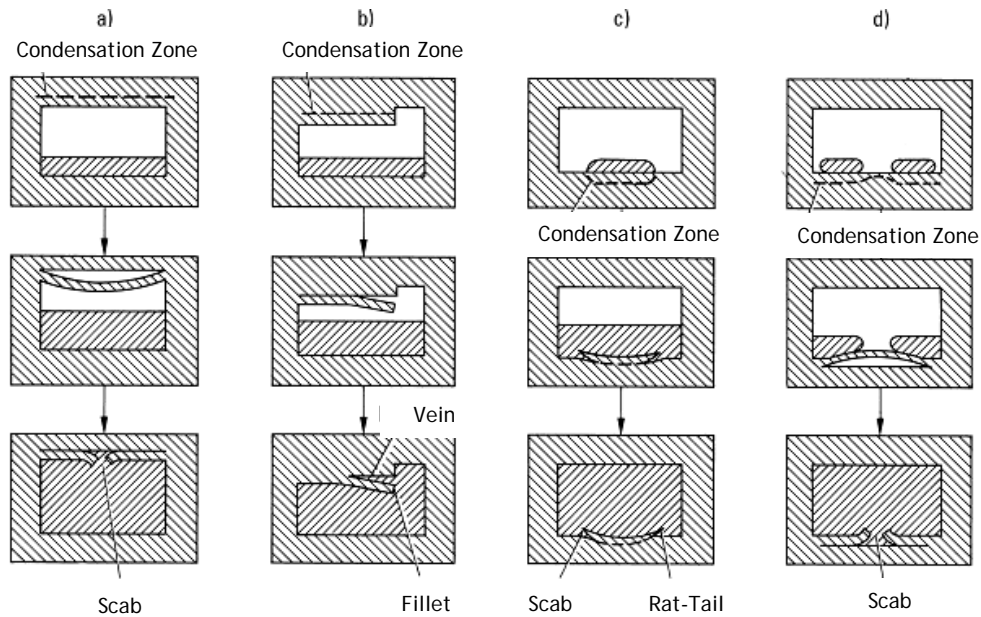 a) b) c) d)
Condensation Zone Condensation Zone
Condensation Zone Condensation Zone
Vein
Scab Fillet Scab Rat-Tail Scab